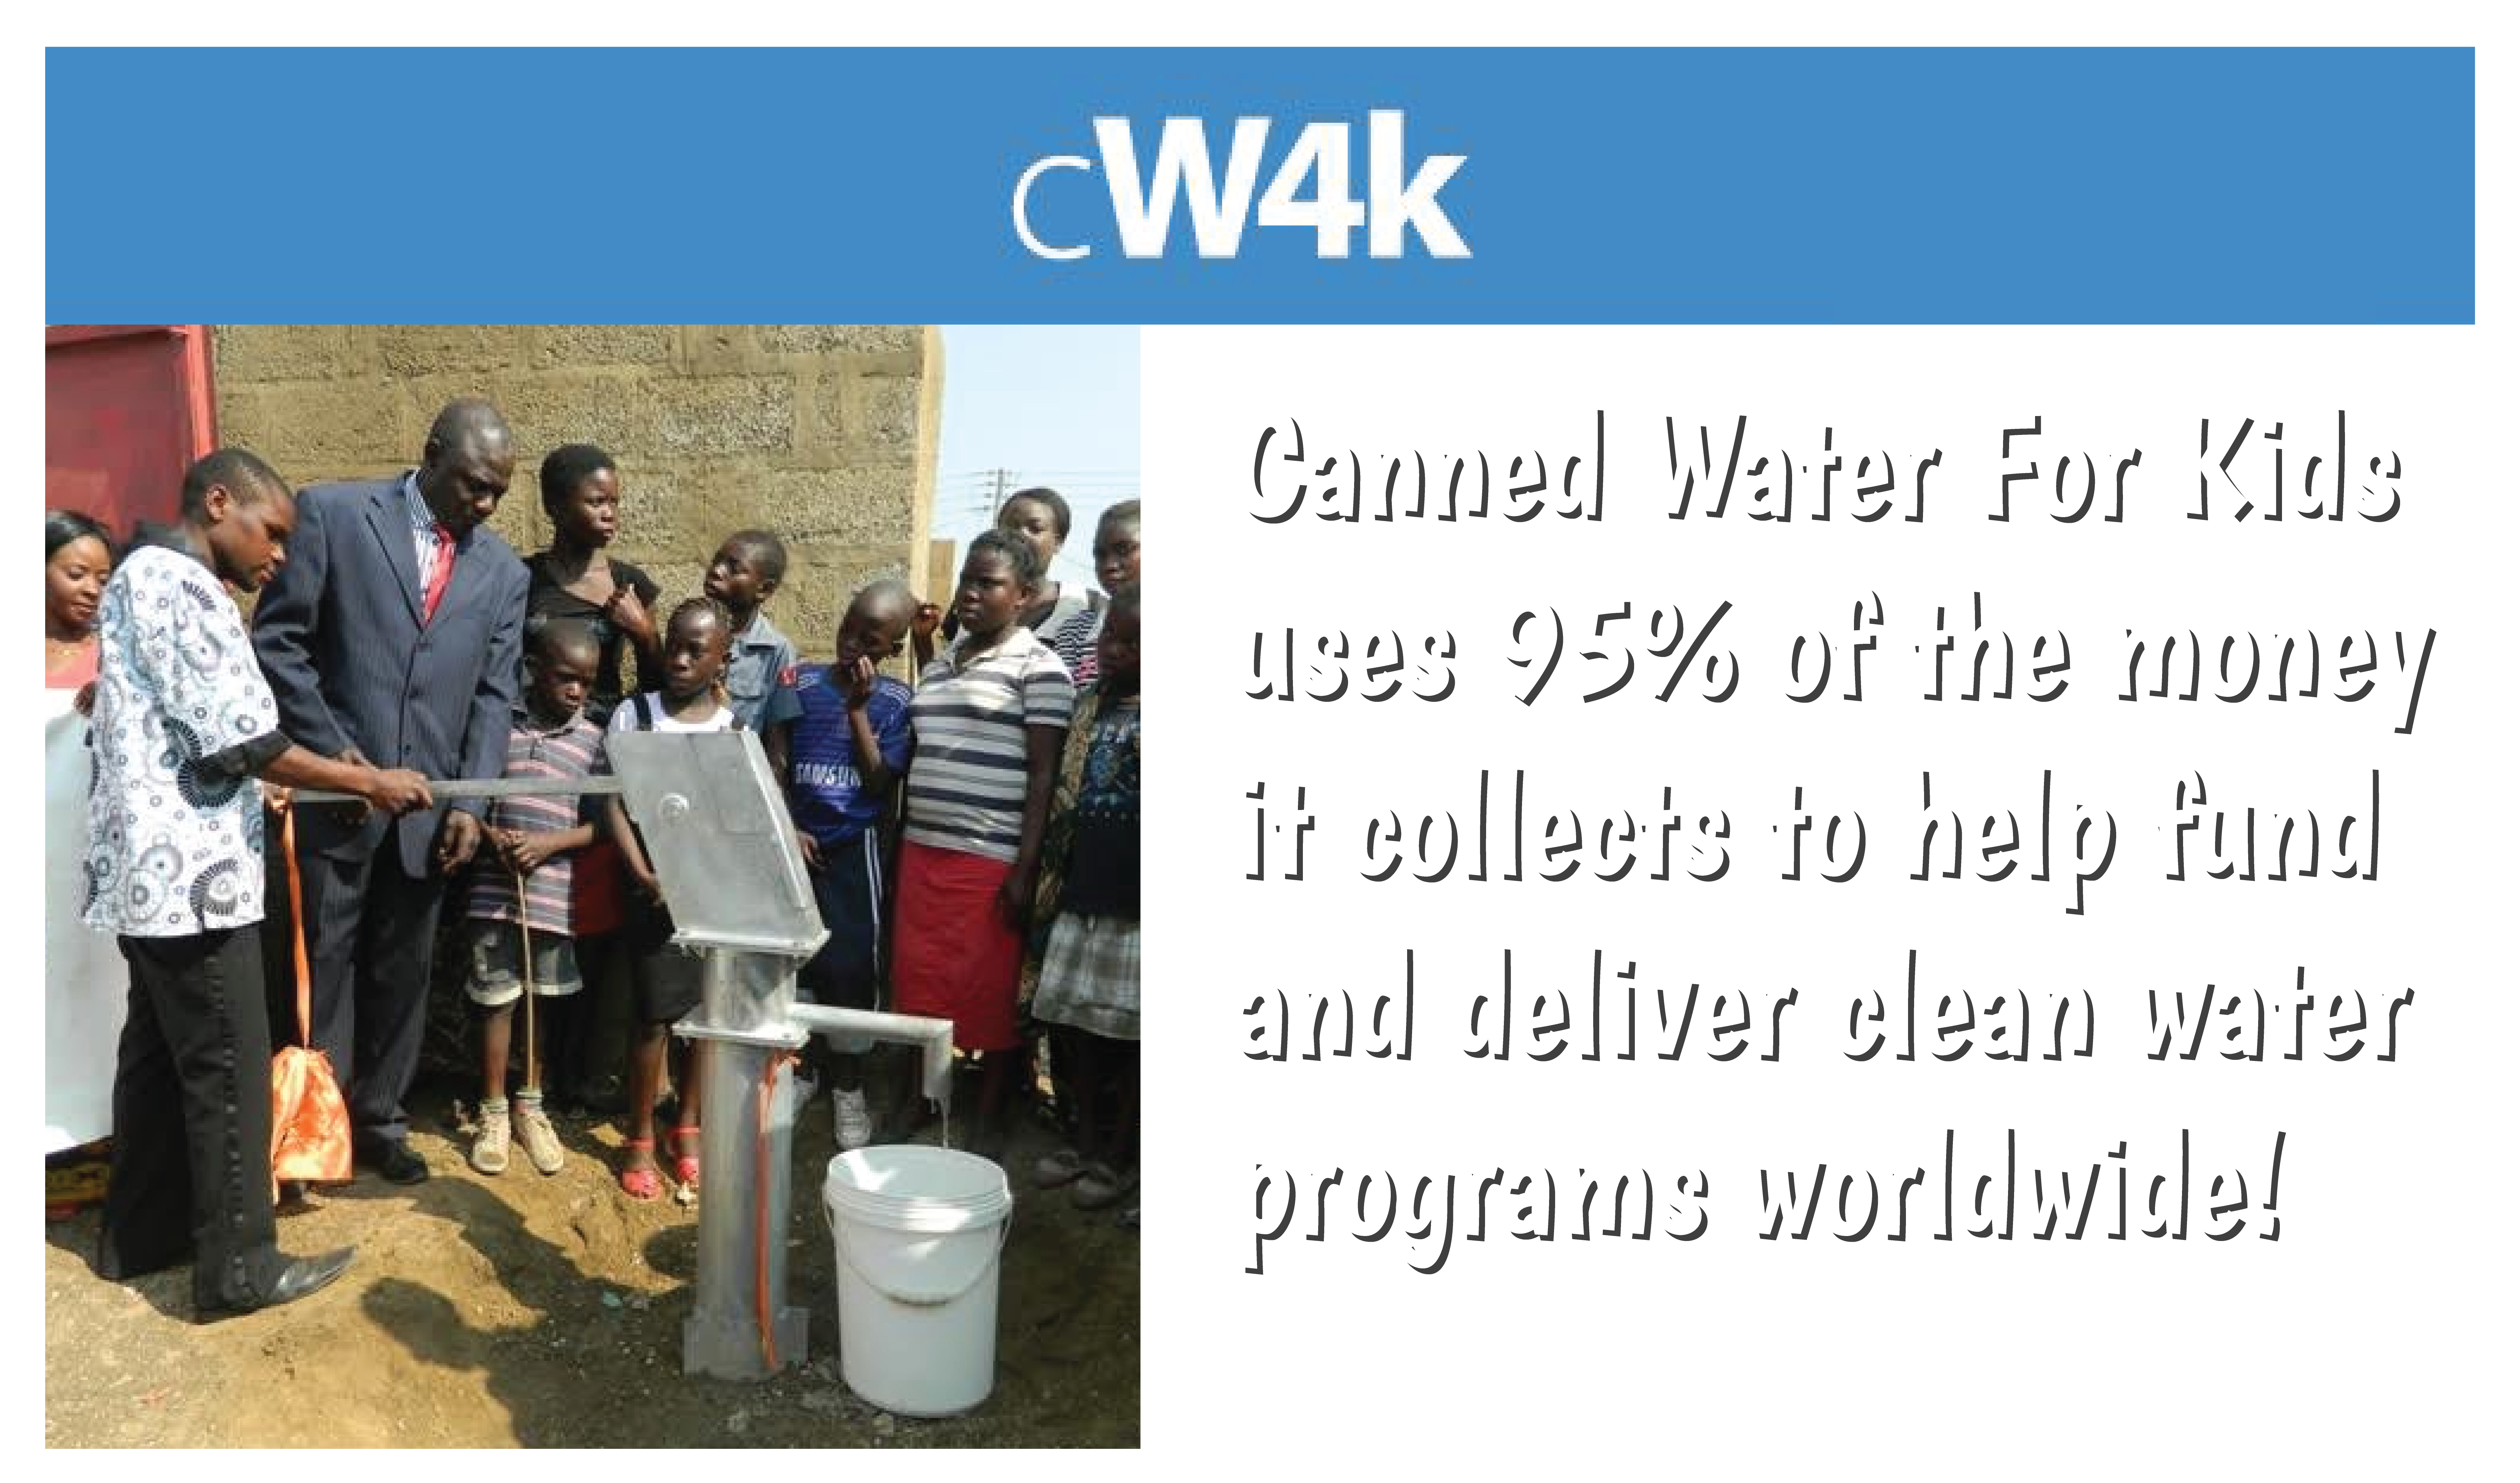 cW4k
Canned Water For Kids
uses 95% of the money
it collects to help fund
and deliver clean water
programs worldwide!